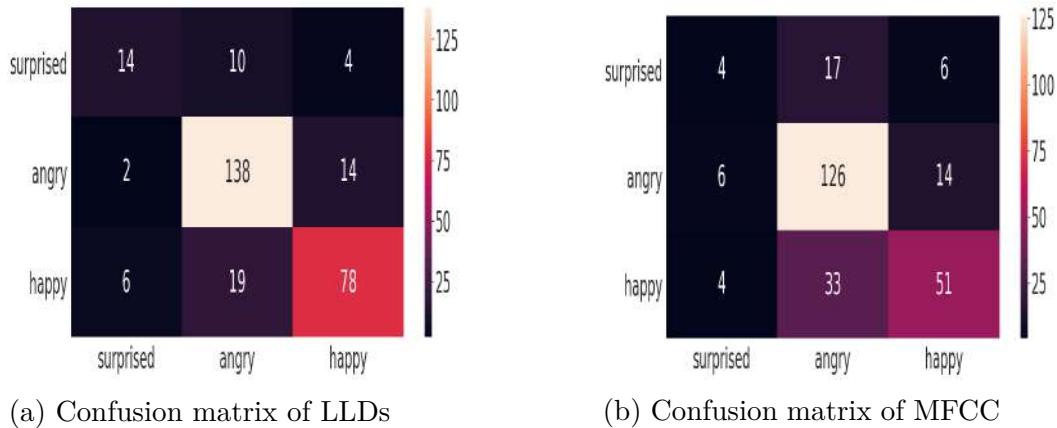 surprised 14 10 4
angry 2 138 14
happy 6 19 78
surprised angry happy
125
100
75
50
25
(a) Confusion matrix of LLDs
surprised 4 17 6
angry 6 126 14
happy 4 33 51
surprised angry happy
125
100
75
50
25
(b) Confusion matrix of MFCC